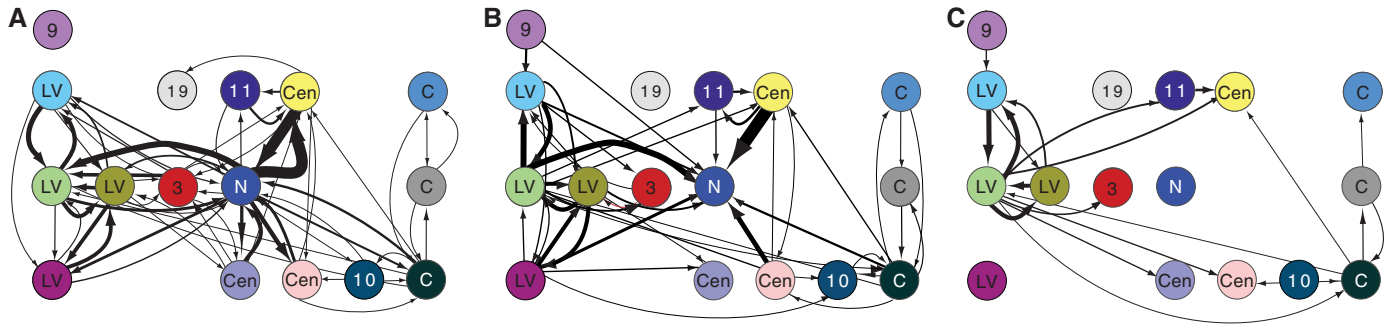 A B C
9 9 9
LV 19 11 Cen C LV 19 11 Cen C LV 19 11 Cen C
LV LV 3 N C LV LV 3 N C LV LV 3 N C
LV Cen Cen 10 C LV Cen Cen 10 C LV Cen Cen 10 C